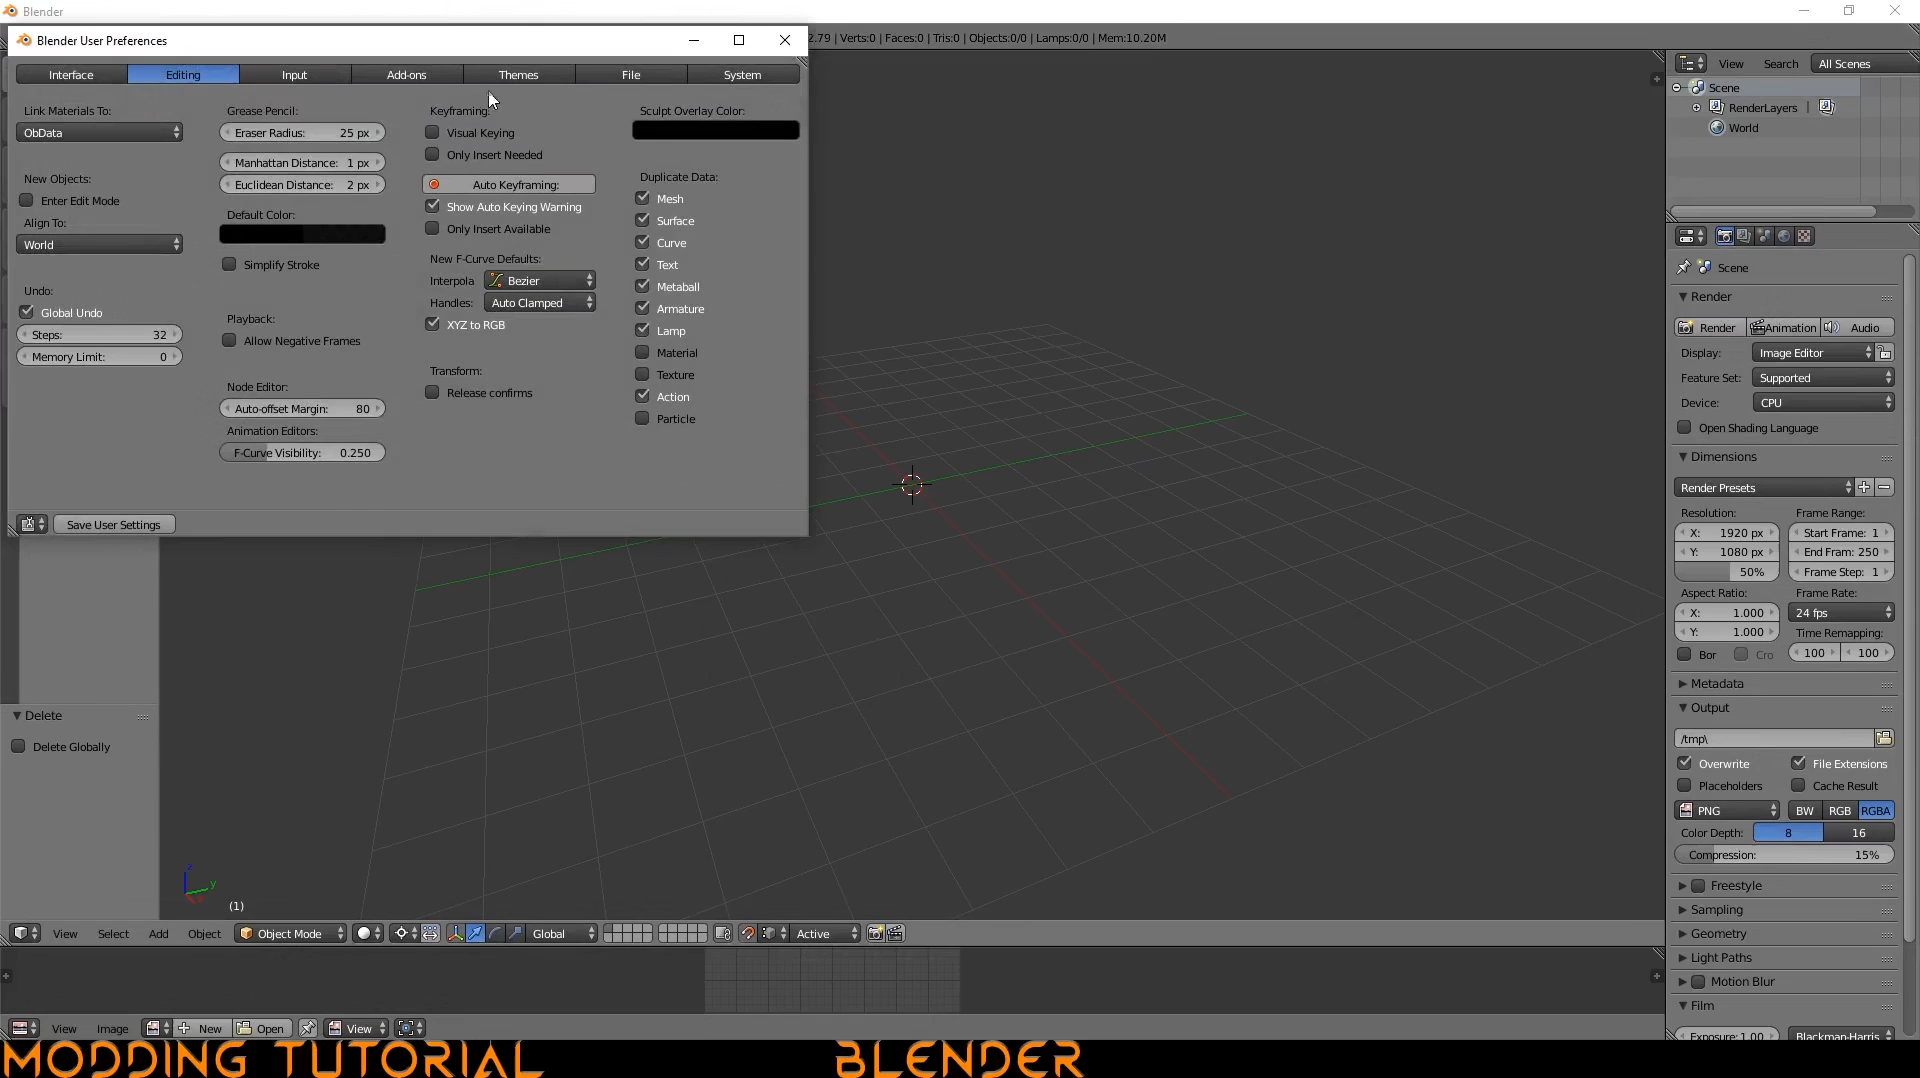 Blender
Blender User Preferences
2.79 | Verts:0 | Faces:0 | Tris:0 | Objects:0/0 | Lamps:0/0 | Mem:10.20M
Interface
Editing
Input
Add-ons
Themes
File
System
Link Materials To:
ObData
New Objects:
Enter Edit Mode
Align To:
World
Undo:
Global Undo
Steps: 32
Memory Limit: 0
Grease Pencil:
Eraser Radius: 25 px
Manhattan Distance: 1 px
Euclidean Distance: 2 px
Default Color:
Simplify Stroke
Playback:
Allow Negative Frames
Node Editor:
Auto-offset Margin: 80
Animation Editors:
F-Curve Visibility: 0.250
Keyframing:
Visual Keying
Only Insert Needed
Auto Keyframing:
Show Auto Keying Warning
Only Insert Available
New F-Curve Defaults:
Interpola Bezier
Handles: Auto Clamped
XYZ to RGB
Transform:
Release confirms
Sculpt Overlay Color:
Duplicate Data:
Mesh
Surface
Curve
Text
Metaball
Armature
Lamp
Material
Texture
Action
Particle
Save User Settings
Delete
Delete Globally
z
y
(1)
View Select Add Object Object Mode Global Active
View Image New Open View
View Search All Scenes
Scene
RenderLayers
World
Scene
Render
Render Animation Audio
Display: Image Editor
Feature Set: Supported
Device: CPU
Open Shading Language
Dimensions
Render Presets
Resolution: Frame Range:
X: 1920 px Start Frame: 1
Y: 1080 px End Fram: 250
50% Frame Step: 1
Aspect Ratio: Frame Rate:
X: 1.000 24 fps
Y: 1.000 Time Remapping:
Bor Cro 100 100
Metadata
Output
/tmp\
Overwrite File Extensions
Placeholders Cache Result
PNG BW RGB RGBA
Color Depth: 8 16
Compression: 15%
Freestyle
Sampling
Geometry
Light Paths
Motion Blur
Film
Exposure: 1.00 Blackman-Harris
MODDING TUTORIAL BLENDER